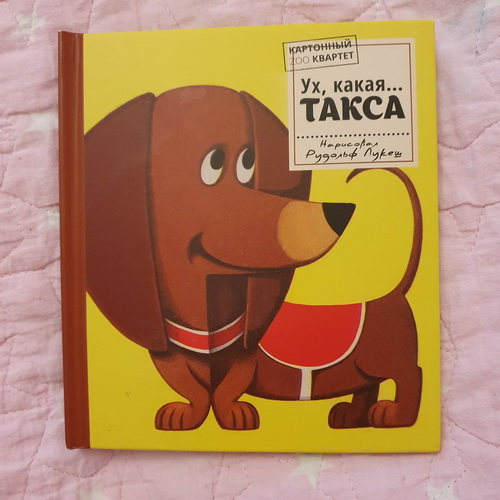 КАРТОННЫЙ
ZOO КВАРТЕТ
Ух, какая...
ТАКСА
Нарисовал
Рудольф Лукеш